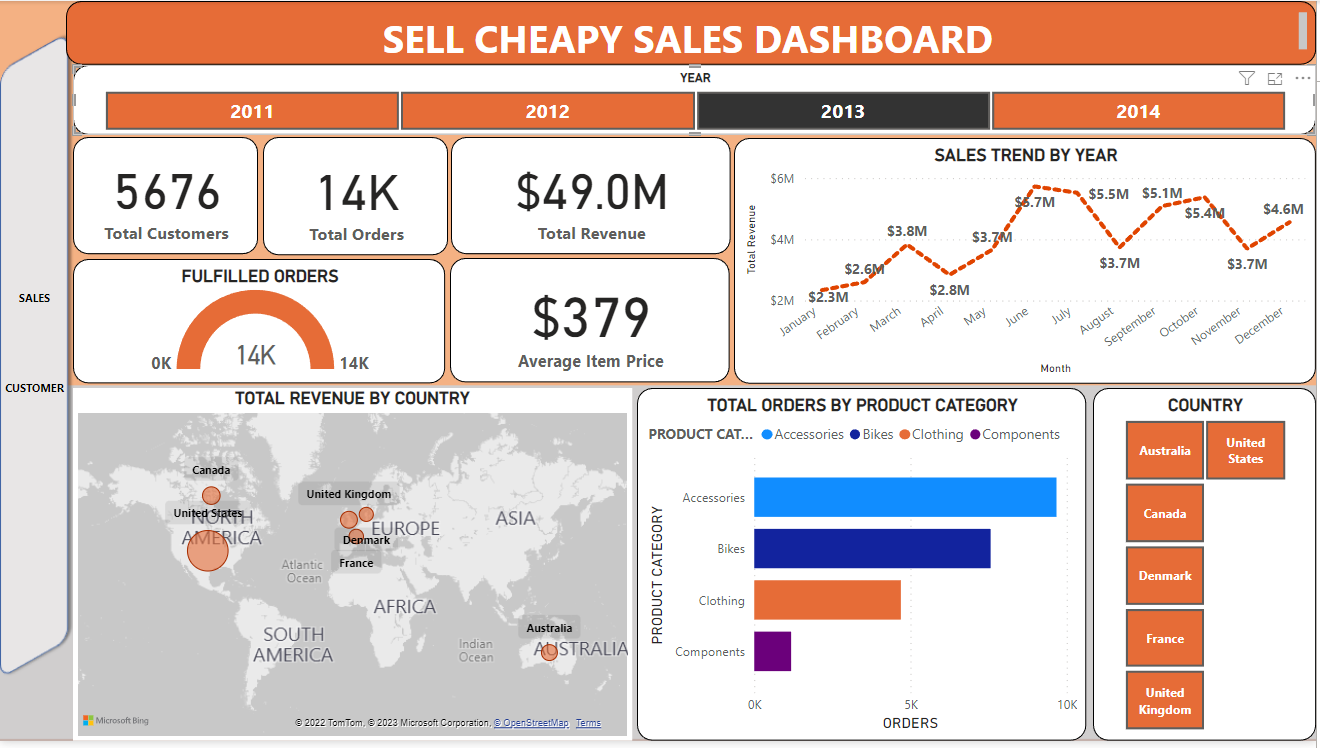 SELL CHEAPY SALES DASHBOARD
YEAR
2011
2012
2013
2014
SALES
CUSTOMER
5676
Total Customers
14K
Total Orders
$49.0M
Total Revenue
FULFILLED ORDERS
0K
14K
14K
$379
Average Item Price
SALES TREND BY YEAR
Total Revenue
$6M
$4M
$2M
$2.3M
$2.6M
$3.8M
$2.8M
$3.7M
$5.7M
$5.5M
$3.7M
$5.1M
$5.4M
$3.7M
$4.6M
January
February
March
April
May
June
July
August
September
October
November
December
Month
TOTAL REVENUE BY COUNTRY
Canada
United States
NORTH
AMERICA
United Kingdom
EUROPE
Denmark
France
ASIA
Atlantic
Ocean
AFRICA
SOUTH
AMERICA
Indian
Ocean
Australia
AUSTRALIA
Microsoft Bing
© 2022 TomTom, © 2023 Microsoft Corporation, © OpenStreetMap Terms
TOTAL ORDERS BY PRODUCT CATEGORY
PRODUCT CAT... Accessories Bikes Clothing Components
PRODUCT CATEGORY
Accessories
Bikes
Clothing
Components
0K
5K
10K
ORDERS
COUNTRY
Australia
United
States
Canada
Denmark
France
United
Kingdom